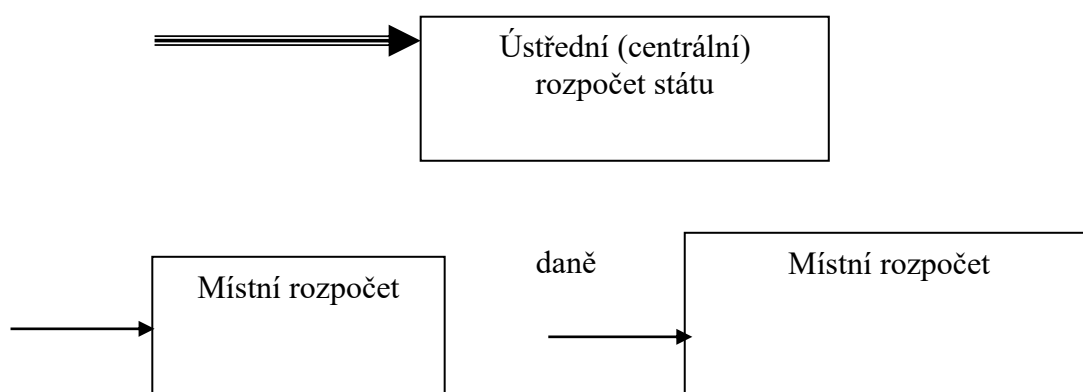 Ústřední (centrální)
rozpočet státu
Místní rozpočet
daně
Místní rozpočet